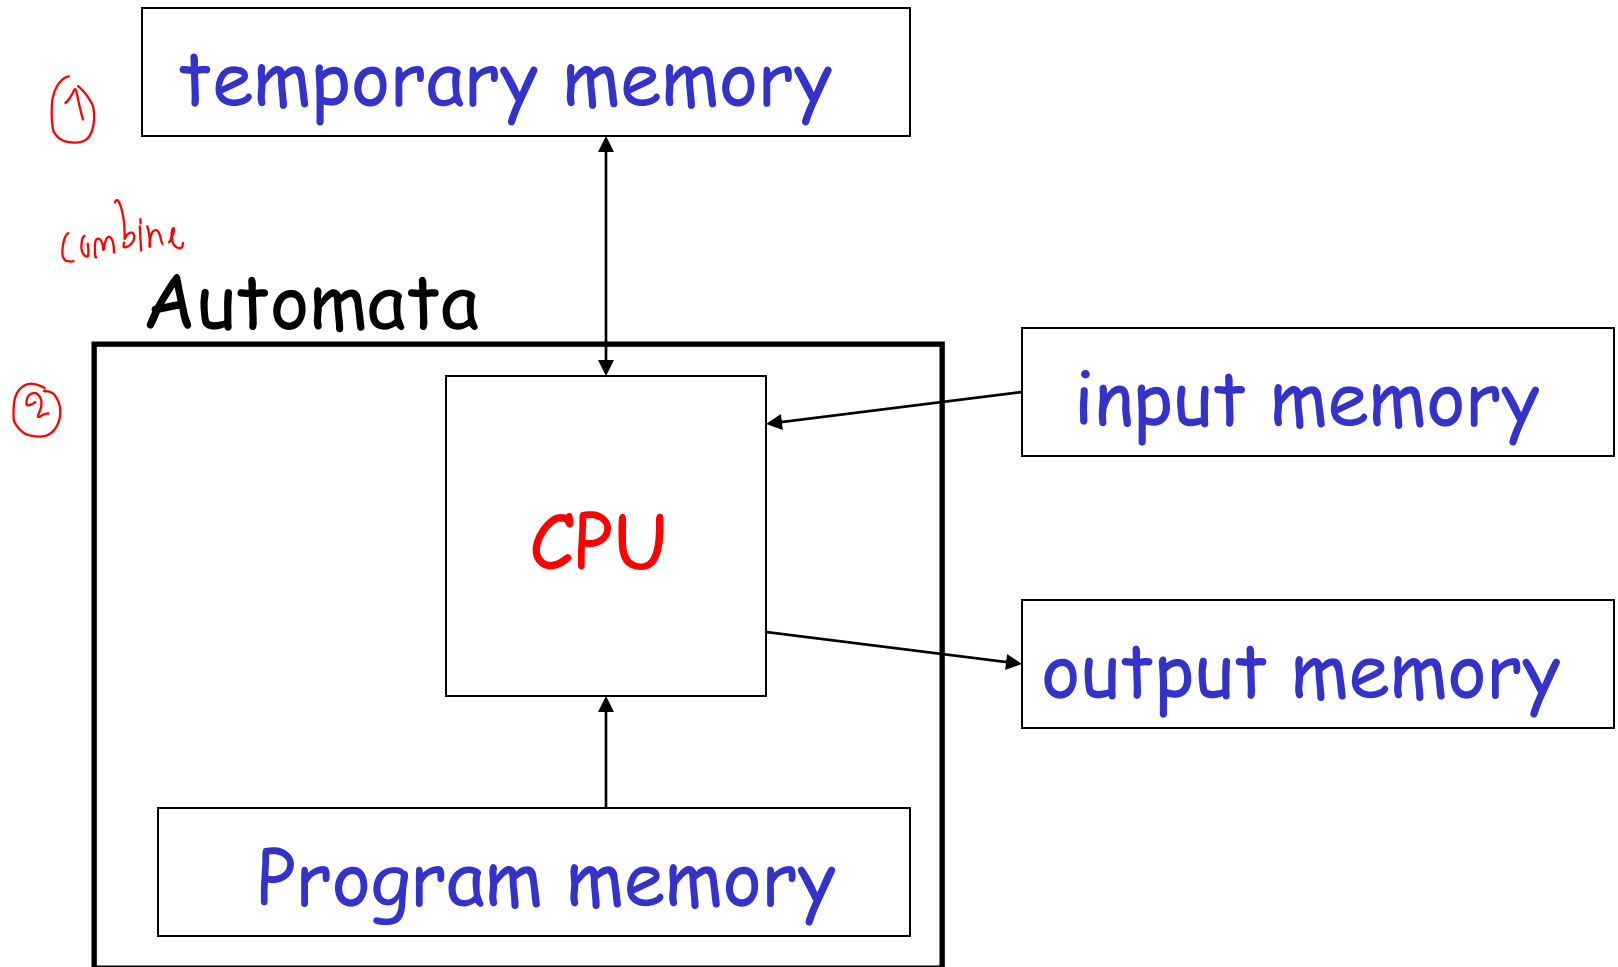 temporary memory
1
combine
Automata
2
input memory
CPU
output memory
Program memory